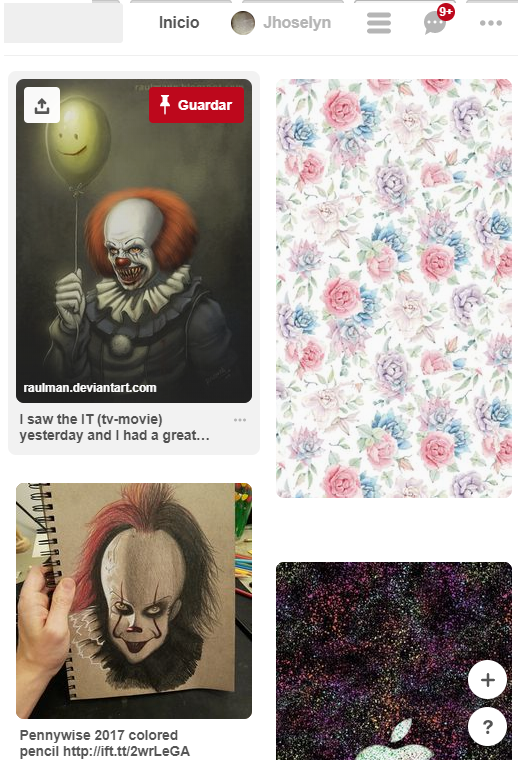 Inicio
Jhoselyn
9+
Guardar
raulman.deviantart.com
I saw the IT (tv-movie)
yesterday and I had a great…
Pennywise 2017 colored
pencil http://ift.tt/2wrLeGA
+
?